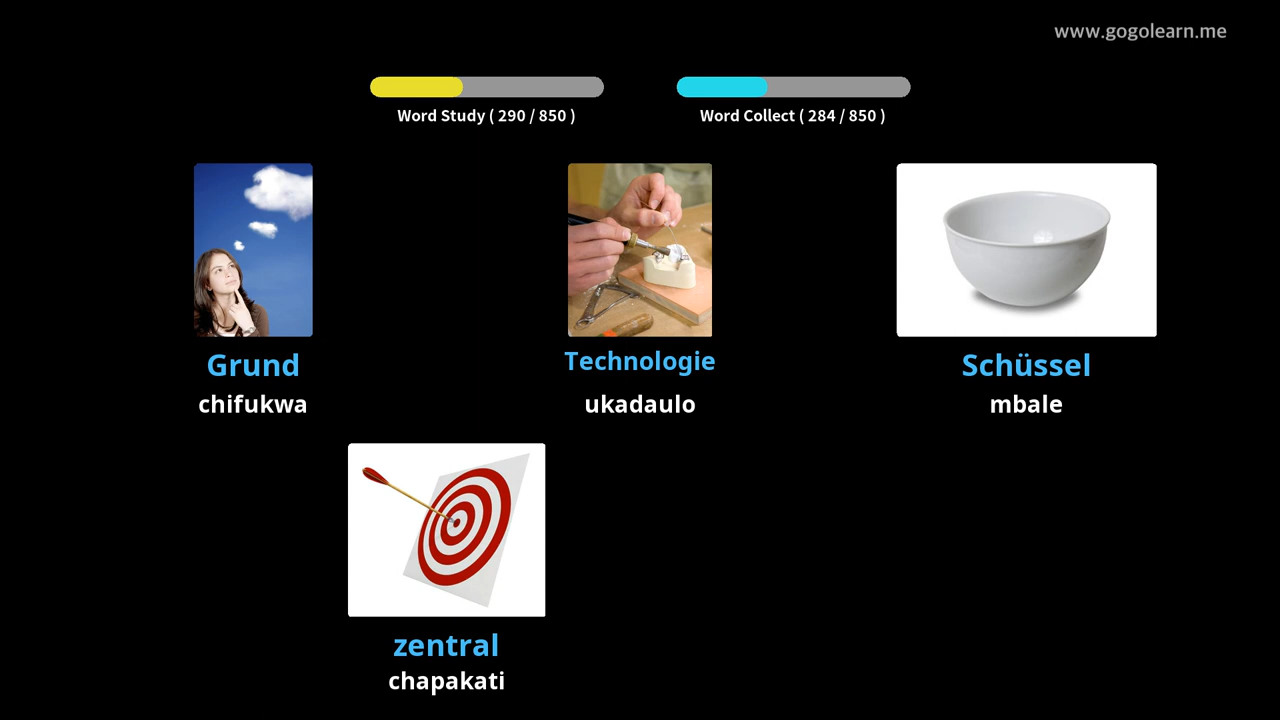 www.gogolearn.me
Word Study ( 290 / 850 )
Word Collect ( 284 / 850 )
Grund
chifukwa
Technologie
ukadaulo
Schüssel
mbale
zentral
chapakati